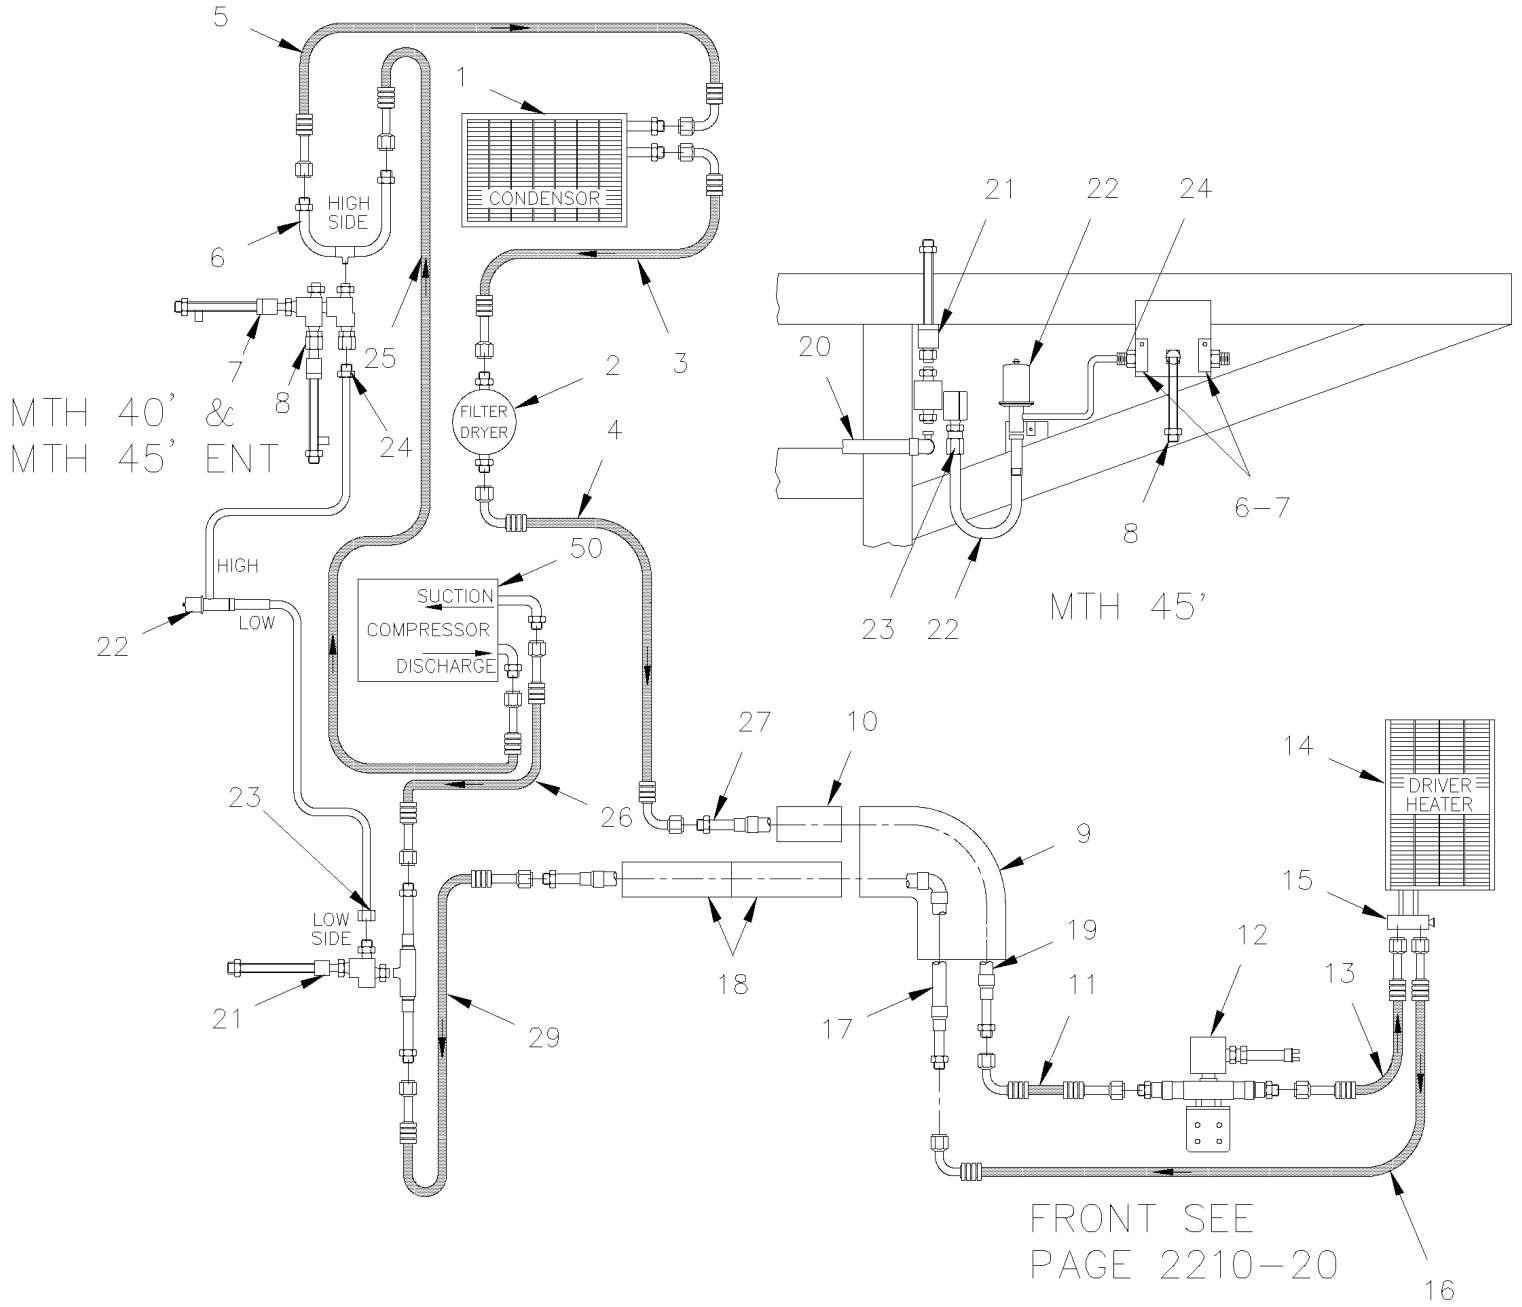 5
1
CONDENSOR
HIGH
SIDE
6
7
8
25
3
24
MTH 40' &
MTH 45' ENT
2
FILTER
DRYER
4
21
22
24
20
23
22
8
6-7
MTH 45'
HIGH
LOW
22
50
SUCTION
COMPRESSOR
DISCHARGE
27
10
26
9
23
LOW
SIDE
21
29
18
17
19
11
12
13
14
DRIVER
HEATER
15
16
FRONT SEE
PAGE 2210-20